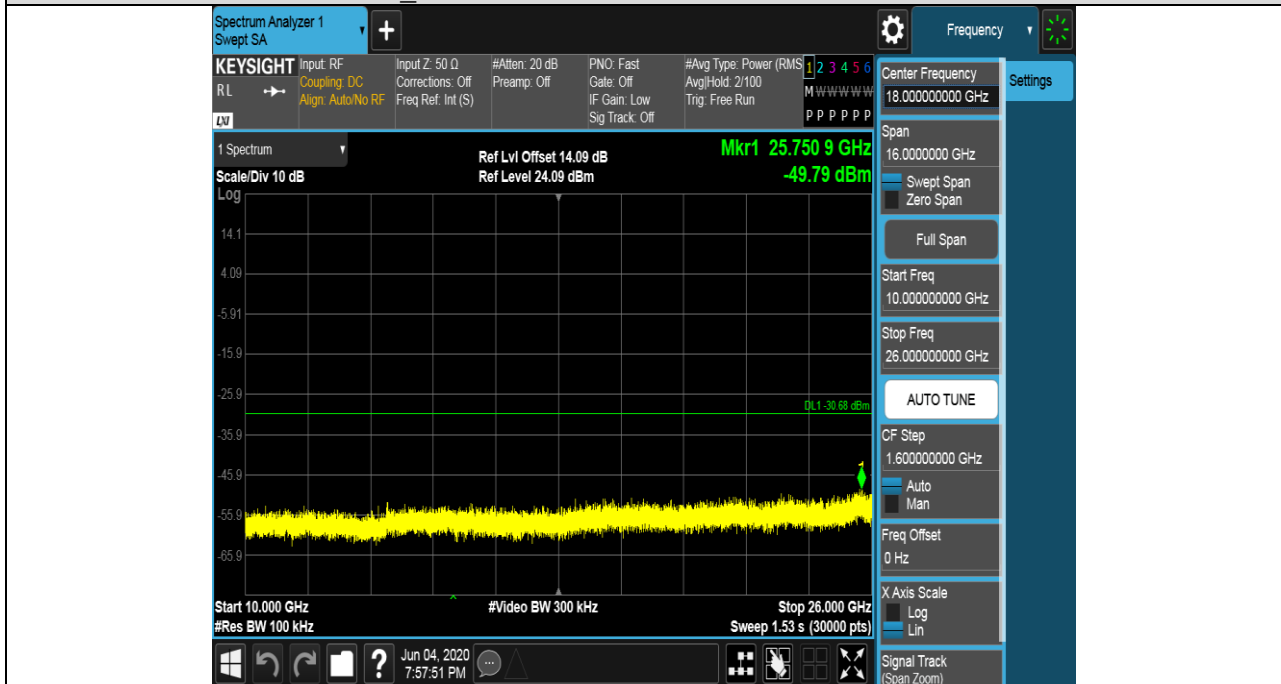 Spectrum Analyzer 1
Swept SA
+
Frequency
KEYSIGHT
RL
LXI
Input: RF
Coupling: DC
Align: Auto/No RF
Input Z: 50 Ω
Corrections: Off
Freq Ref: Int (S)
#Atten: 20 dB
Preamp: Off
PNO: Fast
Gate: Off
IF Gain: Low
Sig Track: Off
#Avg Type: Power (RMS
Avg|Hold: 2/100
Trig: Free Run
1 2 3 4 5 6
M W W W W W
P P P P P P
1 Spectrum
Scale/Div 10 dB
Ref Lvl Offset 14.09 dB
Ref Level 24.09 dBm
Mkr1 25.750 9 GHz
-49.79 dBm
Log
14.1
4.09
-5.91
-15.9
-25.9
DL1 -30.68 dBm
-35.9
1
-45.9
-55.9
-65.9
Start 10.000 GHz
#Video BW 300 kHz
Stop 26.000 GHz
#Res BW 100 kHz
Sweep 1.53 s (30000 pts)
?
Jun 04, 2020
7:57:51 PM
Center Frequency
18.000000000 GHz
Settings
Span
16.0000000 GHz
Swept Span
Zero Span
Full Span
Start Freq
10.000000000 GHz
Stop Freq
26.000000000 GHz
AUTO TUNE
CF Step
1.600000000 GHz
Auto
Man
Freq Offset
0 Hz
X Axis Scale
Log
Lin
Signal Track
(Span Zoom)